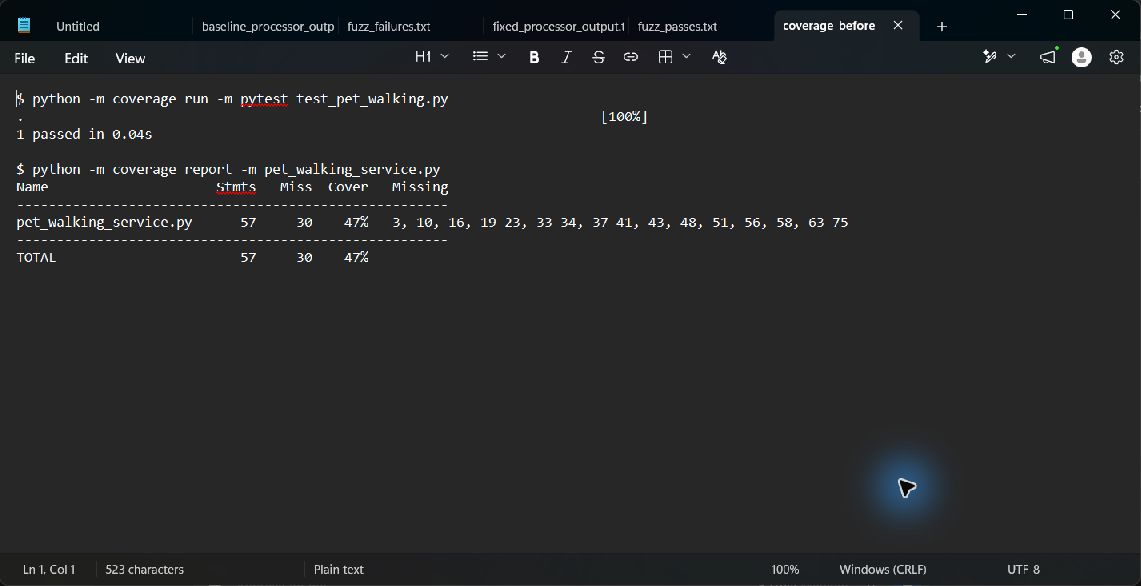 Untitled
baseline_processor_outp
fuzz_failures.txt
fixed_processor_output.t
fuzz_passes.txt
coverage before
File Edit View
H1
$ python -m coverage run -m pytest test_pet_walking.py
. [100%]
1 passed in 0.04s
$ python -m coverage report -m pet_walking_service.py
Name Stmts Miss Cover Missing
--------------------------------------------------------
pet_walking_service.py 57 30 47% 3, 10, 16, 19 23, 33 34, 37 41, 43, 48, 51, 56, 58, 63 75
--------------------------------------------------------
TOTAL 57 30 47%
Ln 1, Col 1 523 characters Plain text 100% Windows (CRLF) UTF 8